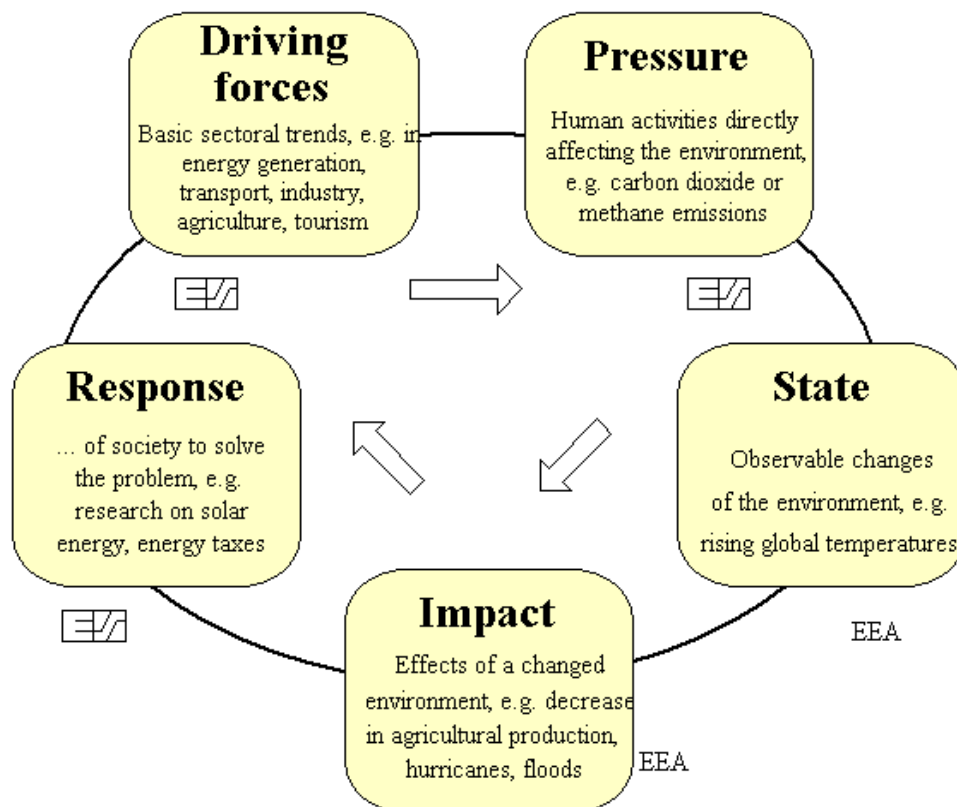 Driving
forces
Basic sectoral trends, e.g. in
energy generation,
transport, industry,
agriculture, tourism
Pressure
Human activities directly
affecting the environment,
e.g. carbon dioxide or
methane emissions
Response
... of society to solve
the problem, e.g.
research on solar
energy, energy taxes
State
Observable changes
of the environment, e.g.
rising global temperatures
EEA
Impact
Effects of a changed
environment, e.g. decrease
in agricultural production,
hurricanes, floods
EEA